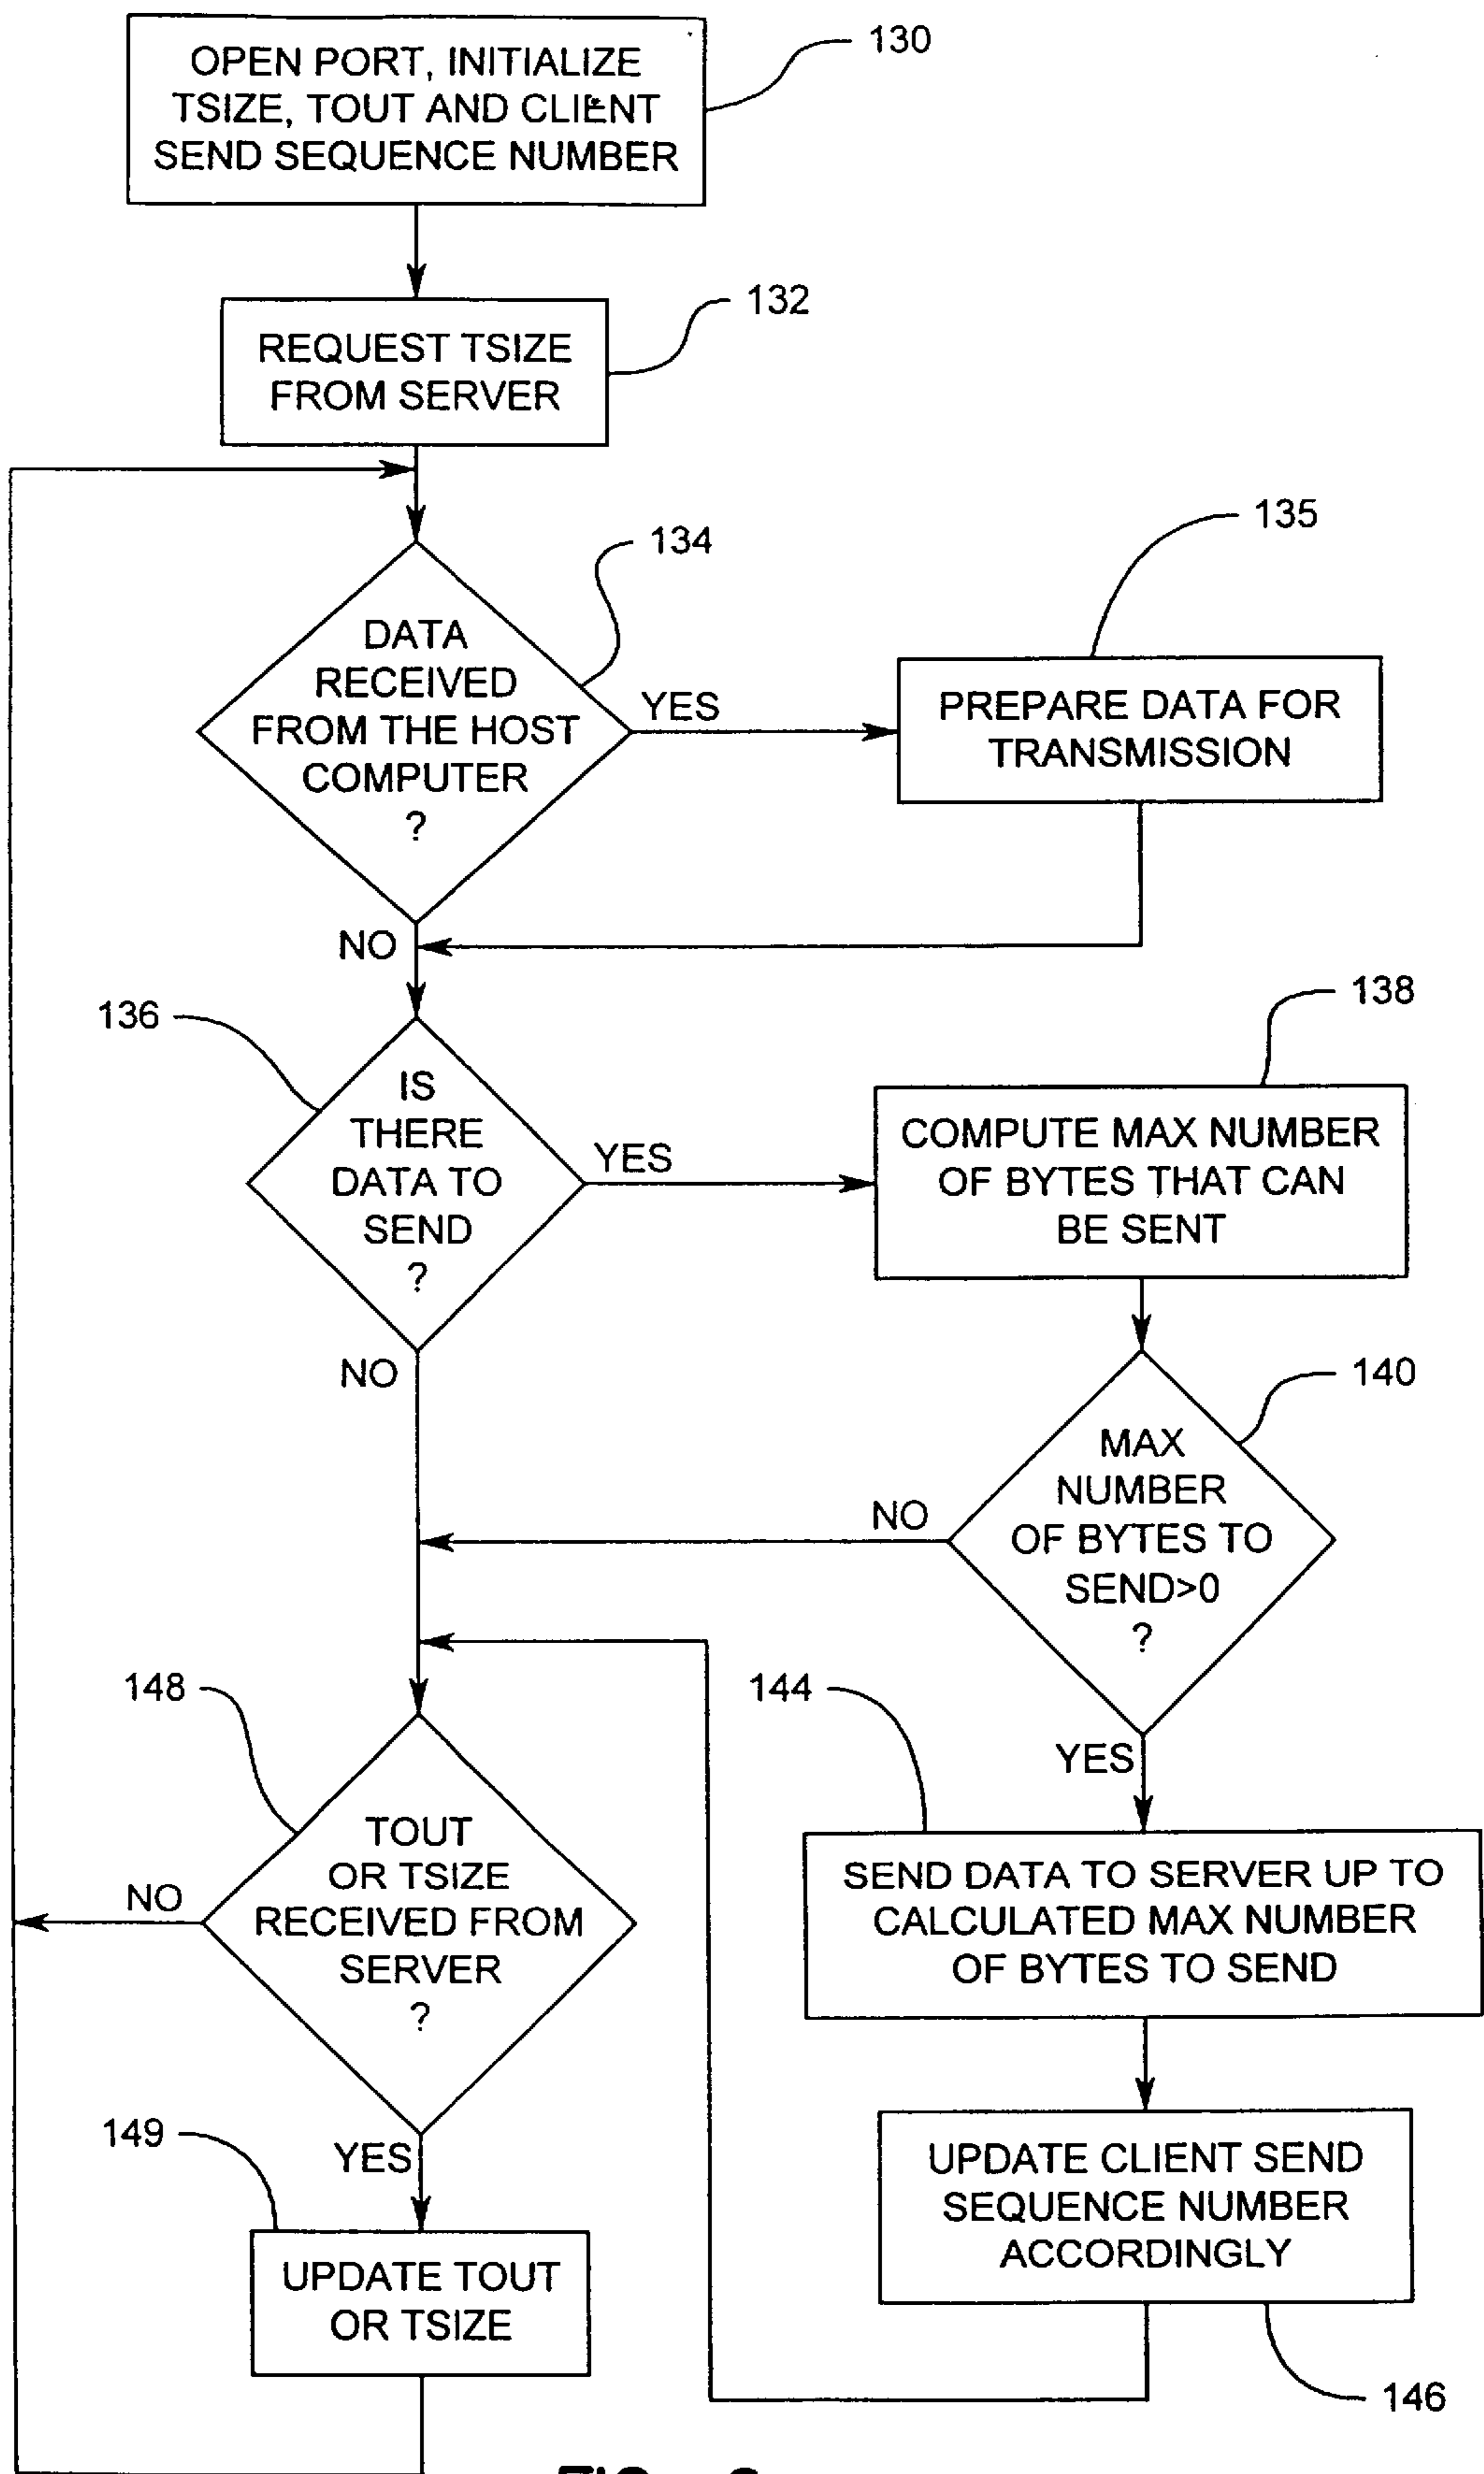 OPEN PORT, INITIALIZE
TSIZE, TOUT AND CLIENT
SEND SEQUENCE NUMBER
130
REQUEST TSIZE
FROM SERVER
132
DATA
RECEIVED
FROM THE HOST
COMPUTER
?
134
YES
NO
PREPARE DATA FOR
TRANSMISSION
135
IS
THERE
DATA TO
SEND
?
136
YES
NO
COMPUTE MAX NUMBER
OF BYTES THAT CAN
BE SENT
138
MAX
NUMBER
OF BYTES TO
SEND>0
?
140
NO
YES
SEND DATA TO SERVER UP TO
CALCULATED MAX NUMBER
OF BYTES TO SEND
144
UPDATE CLIENT SEND
SEQUENCE NUMBER
ACCORDINGLY
146
TOUT
OR TSIZE
RECEIVED FROM
SERVER
?
148
NO
YES
UPDATE TOUT
OR TSIZE
149